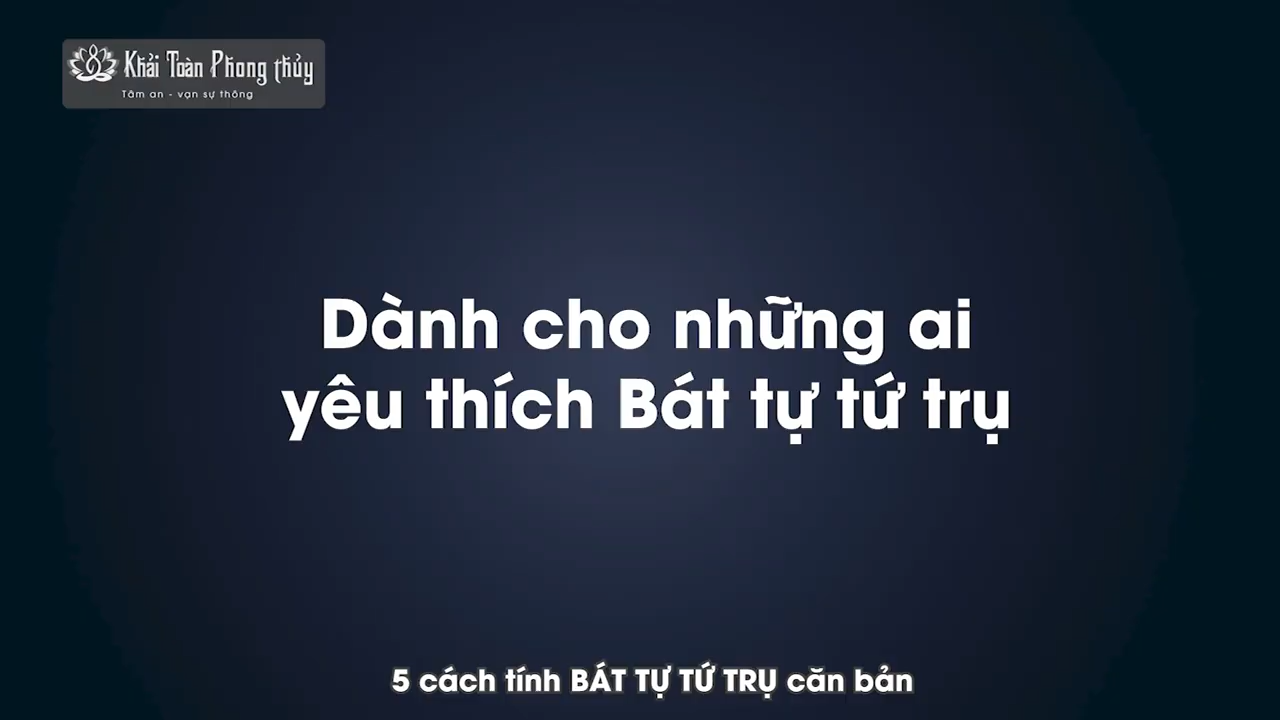 Khải Toàn Phong thủy
Tâm an - vạn sự thông
Dành cho những ai
yêu thích Bát tự tứ trụ
5 cách tính BÁT TỰ TỨ TRỤ căn bản